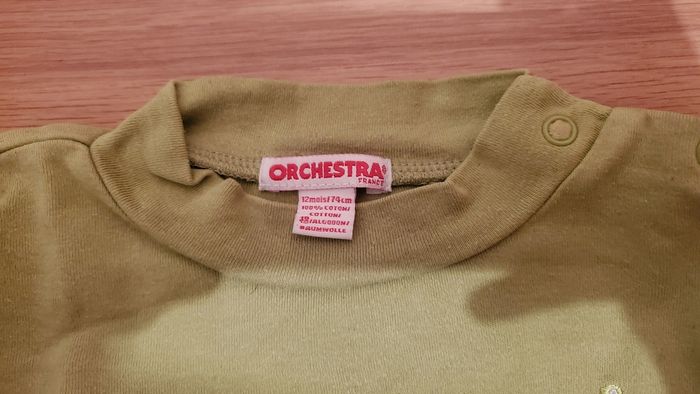 ORCHESTRA®
FRANCE
12mois/74cm
100% COTON/
COTTON/
/ALGODON/
BAUMWOLLE